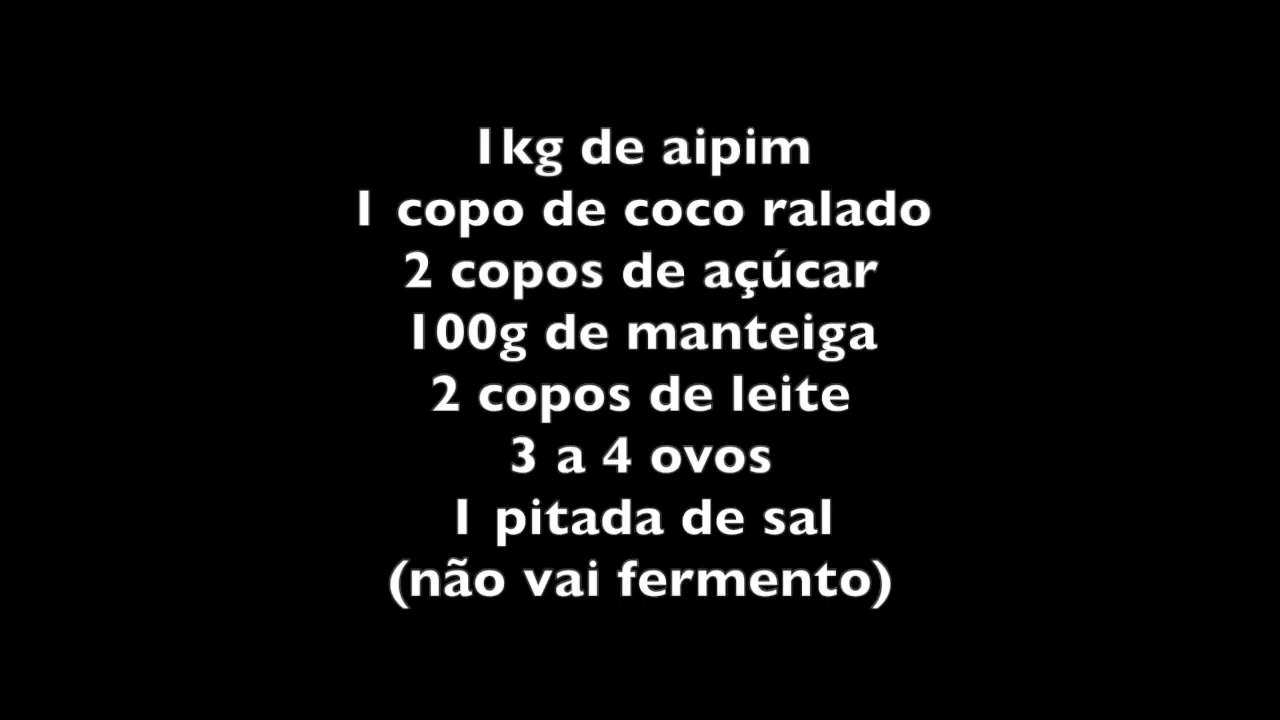 1kg de aipim
1 copo de coco ralado
2 copos de açúcar
100g de manteiga
2 copos de leite
3 a 4 ovos
1 pitada de sal
(não vai fermento)